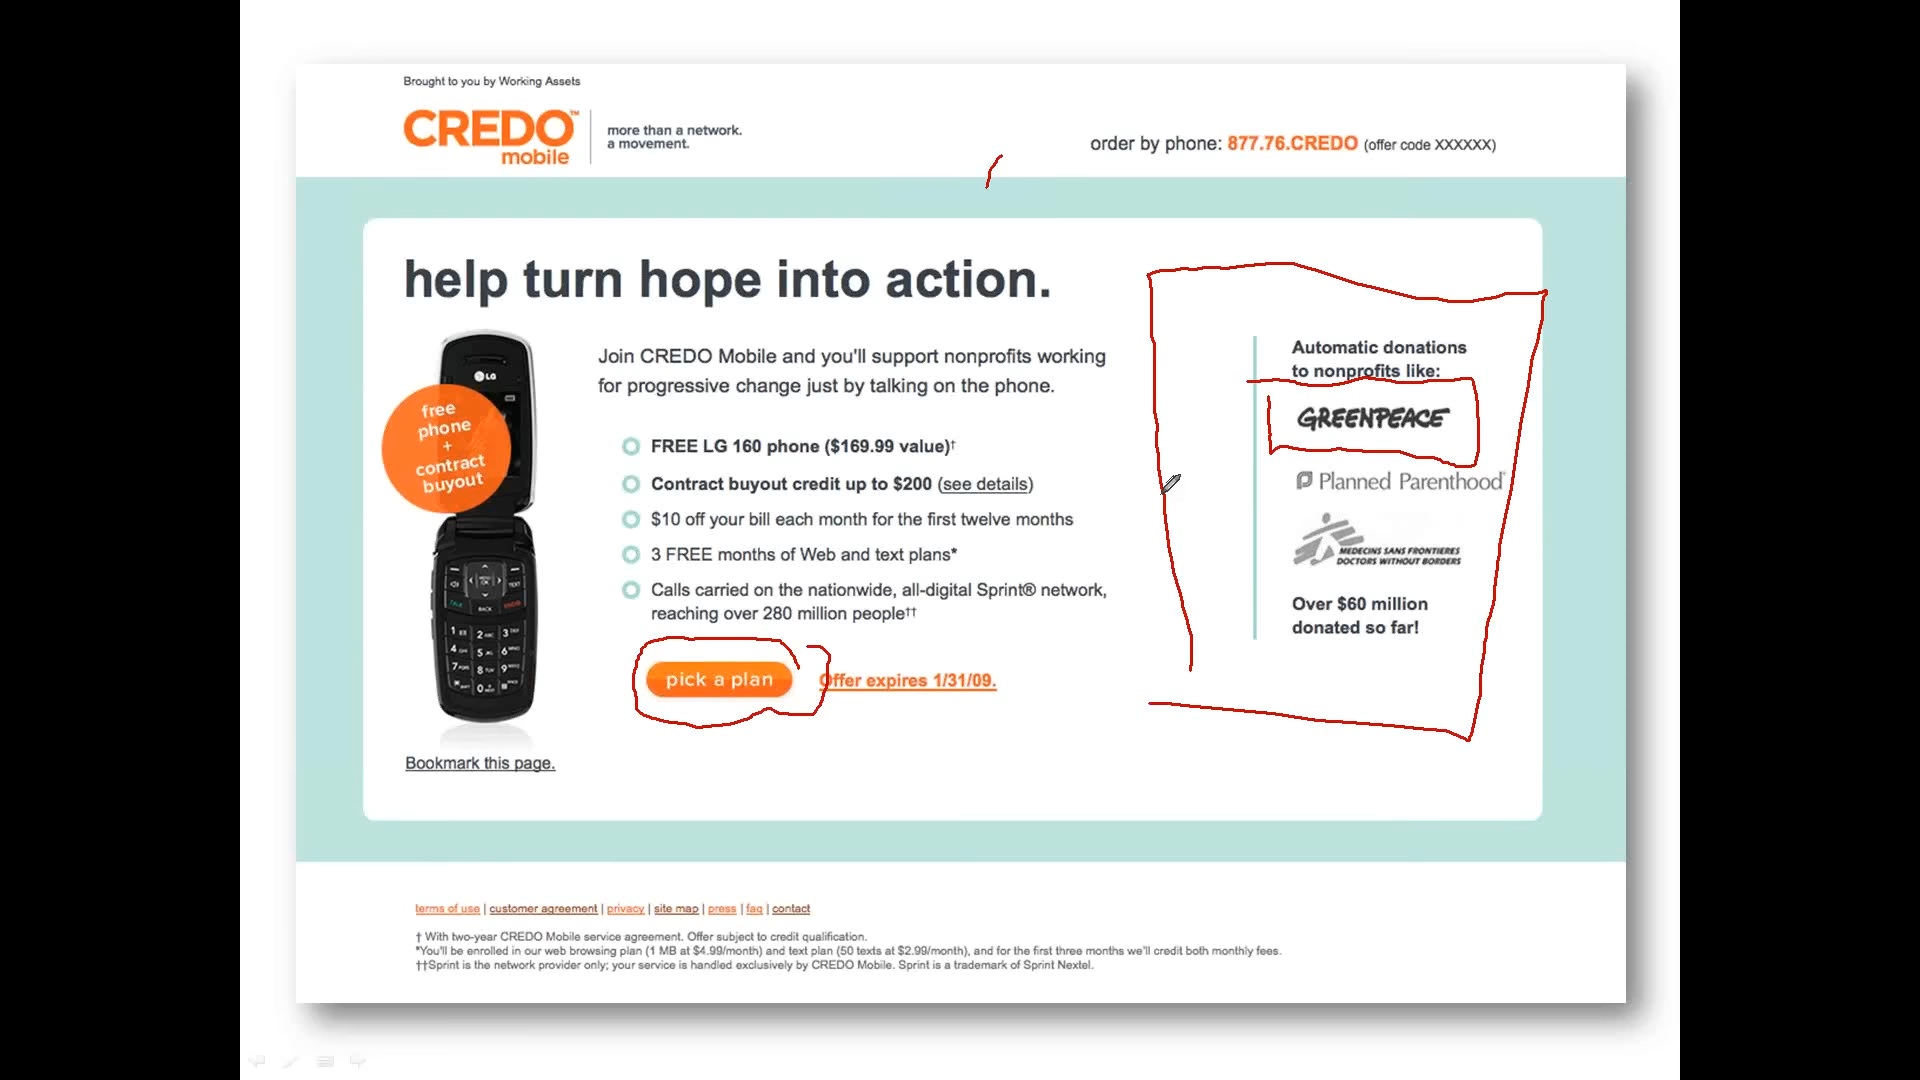 Brought to you by Working Assets
CREDO™
mobile
more than a network.
a movement.
order by phone: 877.76.CREDO (offer code XXXXXX)
help turn hope into action.
LG
free
phone
+
contract
buyout
Join CREDO Mobile and you'll support nonprofits working
for progressive change just by talking on the phone.
FREE LG 160 phone ($169.99 value)†
Contract buyout credit up to $200 (see details)
$10 off your bill each month for the first twelve months
3 FREE months of Web and text plans*
Calls carried on the nationwide, all-digital Sprint® network,
reaching over 280 million people††
pick a plan
Offer expires 1/31/09.
Bookmark this page.
Automatic donations
to nonprofits like:
GREENPEACE
Planned Parenthood
MEDECINS SANS FRONTIERES
DOCTORS WITHOUT BORDERS
Over $60 million
donated so far!
terms of use | customer agreement | privacy | site map | press | faq | contact
† With two-year CREDO Mobile service agreement. Offer subject to credit qualification.
*You'll be enrolled in our web browsing plan (1 MB at $4.99/month) and text plan (50 texts at $2.99/month), and for the first three months we'll credit both monthly fees.
††Sprint is the network provider only; your service is handled exclusively by CREDO Mobile. Sprint is a trademark of Sprint Nextel.